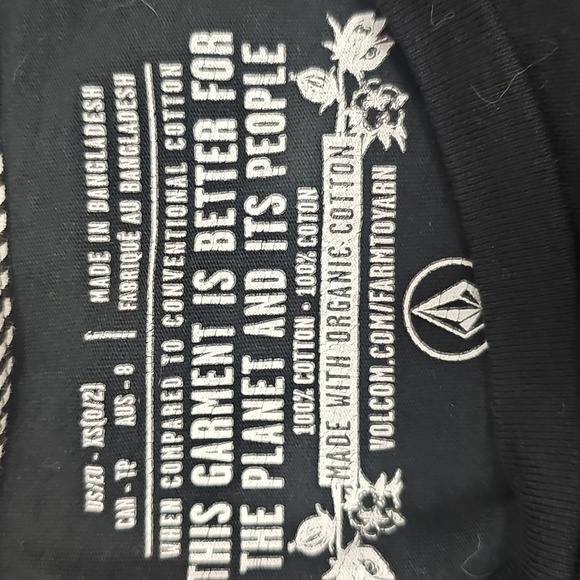 US/EU - XS(0/2) | MADE IN BANGLADESH
CAN - TP AUS - 8 | FABRIQUÉ AU BANGLADESH
WHEN COMPARED TO CONVENTIONAL COTTON
THIS GARMENT IS BETTER FOR
THE PLANET AND ITS PEOPLE
100% COTTON • 100% COTON
MADE WITH ORGANIC COTTON
VOLCOM.COM/FARMTOYARN